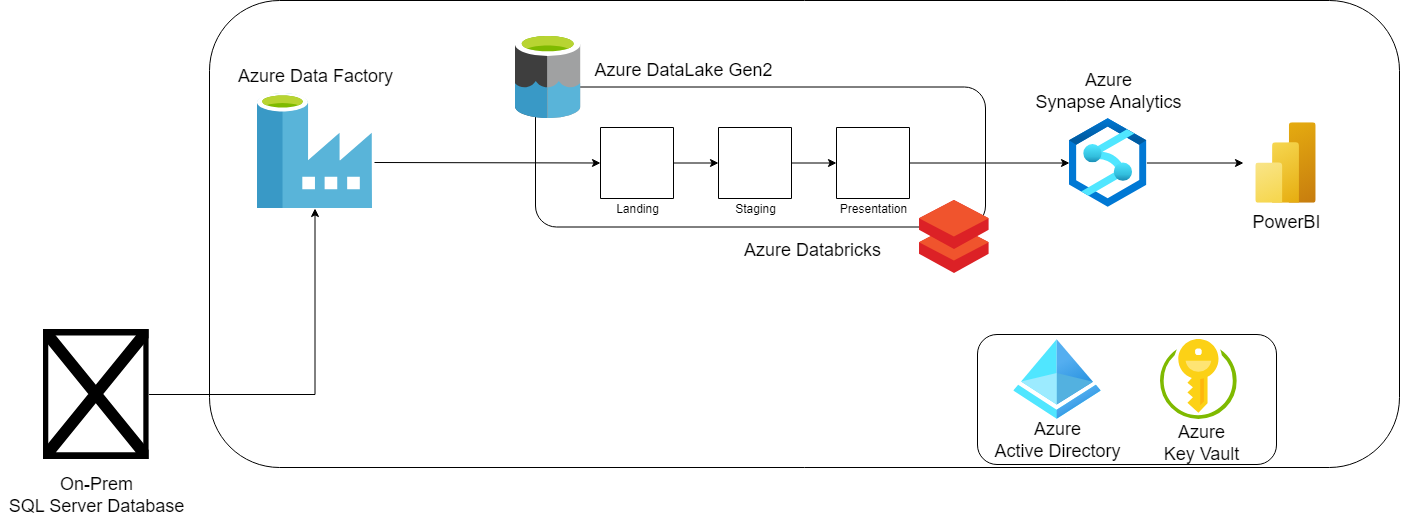 Azure Data Factory
Azure DataLake Gen2
Azure
Synapse Analytics
Landing
Staging
Presentation
PowerBI
Azure Databricks
Azure
Active Directory
Azure
Key Vault
On-Prem
SQL Server Database